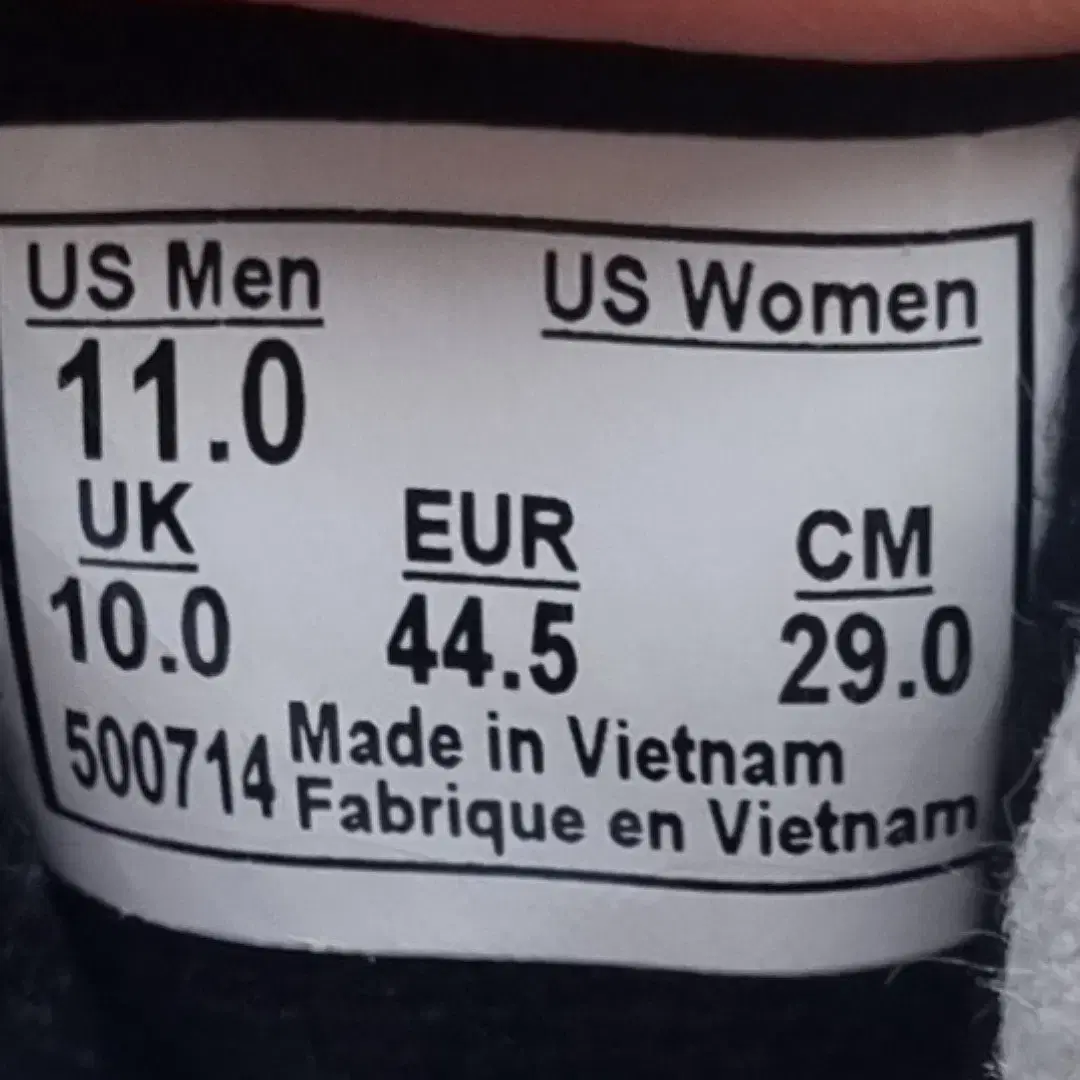 US Men US Women
11.0
UK EUR CM
10.0 44.5 29.0
500714 Made in Vietnam
Fabrique en Vietnam